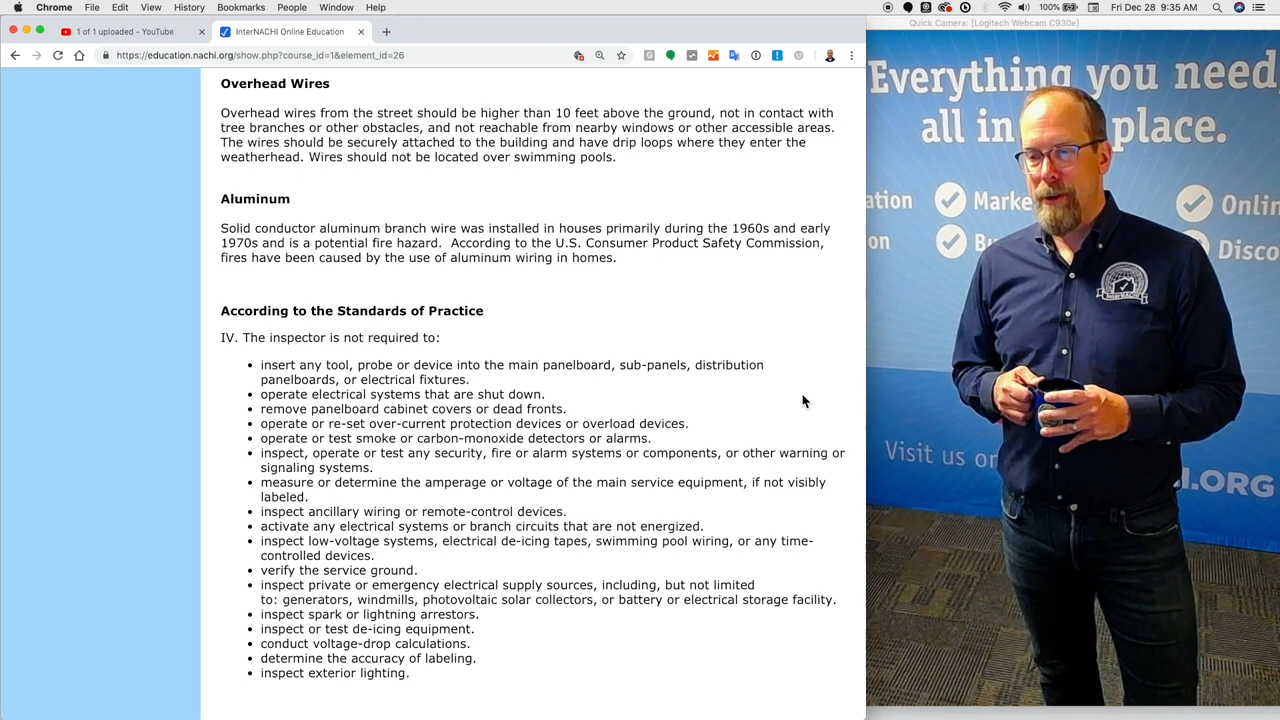 Chrome File Edit View History Bookmarks People Window Help 100% Fri Dec 28 9:35 AM
Quick Camera: [Logitech Webcam C930e]
1 of 1 uploaded - YouTube
InterNACHI Online Education
https://education.nachi.org/show.php?course_id=1&element_id=26
Overhead Wires
Overhead wires from the street should be higher than 10 feet above the ground, not in contact with
tree branches or other obstacles, and not reachable from nearby windows or other accessible areas.
The wires should be securely attached to the building and have drip loops where they enter the
weatherhead. Wires should not be located over swimming pools.
Aluminum
Solid conductor aluminum branch wire was installed in houses primarily during the 1960s and early
1970s and is a potential fire hazard.  According to the U.S. Consumer Product Safety Commission,
fires have been caused by the use of aluminum wiring in homes.
According to the Standards of Practice
IV. The inspector is not required to:
• insert any tool, probe or device into the main panelboard, sub-panels, distribution
panelboards, or electrical fixtures.
• operate electrical systems that are shut down.
• remove panelboard cabinet covers or dead fronts.
• operate or re-set over-current protection devices or overload devices.
• operate or test smoke or carbon-monoxide detectors or alarms.
• inspect, operate or test any security, fire or alarm systems or components, or other warning or
signaling systems.
• measure or determine the amperage or voltage of the main service equipment, if not visibly
labeled.
• inspect ancillary wiring or remote-control devices.
• activate any electrical systems or branch circuits that are not energized.
• inspect low-voltage systems, electrical de-icing tapes, swimming pool wiring, or any time-
controlled devices.
• verify the service ground.
• inspect private or emergency electrical supply sources, including, but not limited
to: generators, windmills, photovoltaic solar collectors, or battery or electrical storage facility.
• inspect spark or lightning arrestors.
• inspect or test de-icing equipment.
• conduct voltage-drop calculations.
• determine the accuracy of labeling.
• inspect exterior lighting.
Everything you need,
all in place.
ation Marke Onlin
on Bu Disco
Visit us on I.ORG
InterNACHI